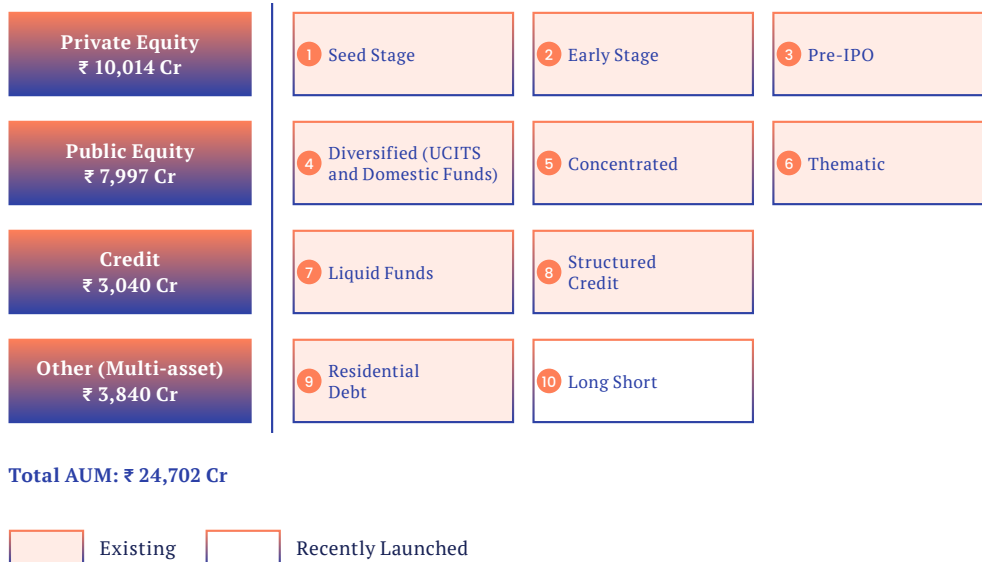 Private Equity
₹ 10,014 Cr
1 Seed Stage
2 Early Stage
3 Pre-IPO
Public Equity
₹ 7,997 Cr
4 Diversified (UCITS
and Domestic Funds)
5 Concentrated
6 Thematic
Credit
₹ 3,040 Cr
7 Liquid Funds
8 Structured
Credit
Other (Multi-asset)
₹ 3,840 Cr
9 Residential
Debt
10 Long Short
Total AUM: ₹ 24,702 Cr
Existing
Recently Launched